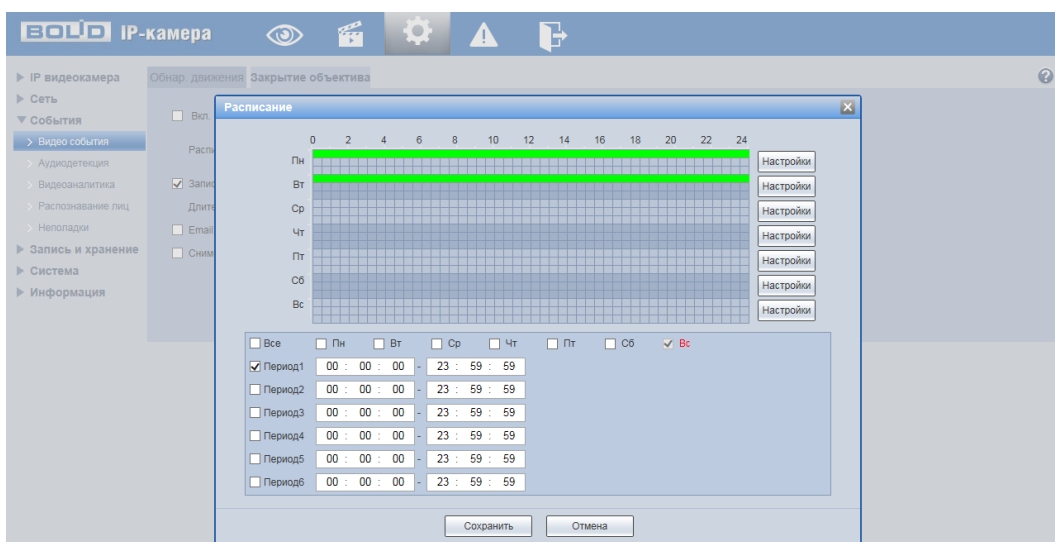 BOLID IP-камера
IP видеокамера
Сеть
События
Видео события
Аудиодетекция
Видеоаналитика
Распознавание лиц
Неполадки
Запись и хранение
Система
Информация
Обнар. движения Закрытие объектива
Вкл.
Email
Расписание
0 2 4 6 8 10 12 14 16 18 20 22 24
Пн Настройки
Вт Настройки
Ср Настройки
Чт Настройки
Пт Настройки
Сб Настройки
Вс Настройки
Все Пн Вт Ср Чт Пт Сб Вс
Период1 00 : 00 : 00 - 23 : 59 : 59
Период2 00 : 00 : 00 - 23 : 59 : 59
Период3 00 : 00 : 00 - 23 : 59 : 59
Период4 00 : 00 : 00 - 23 : 59 : 59
Период5 00 : 00 : 00 - 23 : 59 : 59
Период6 00 : 00 : 00 - 23 : 59 : 59
Сохранить Отмена